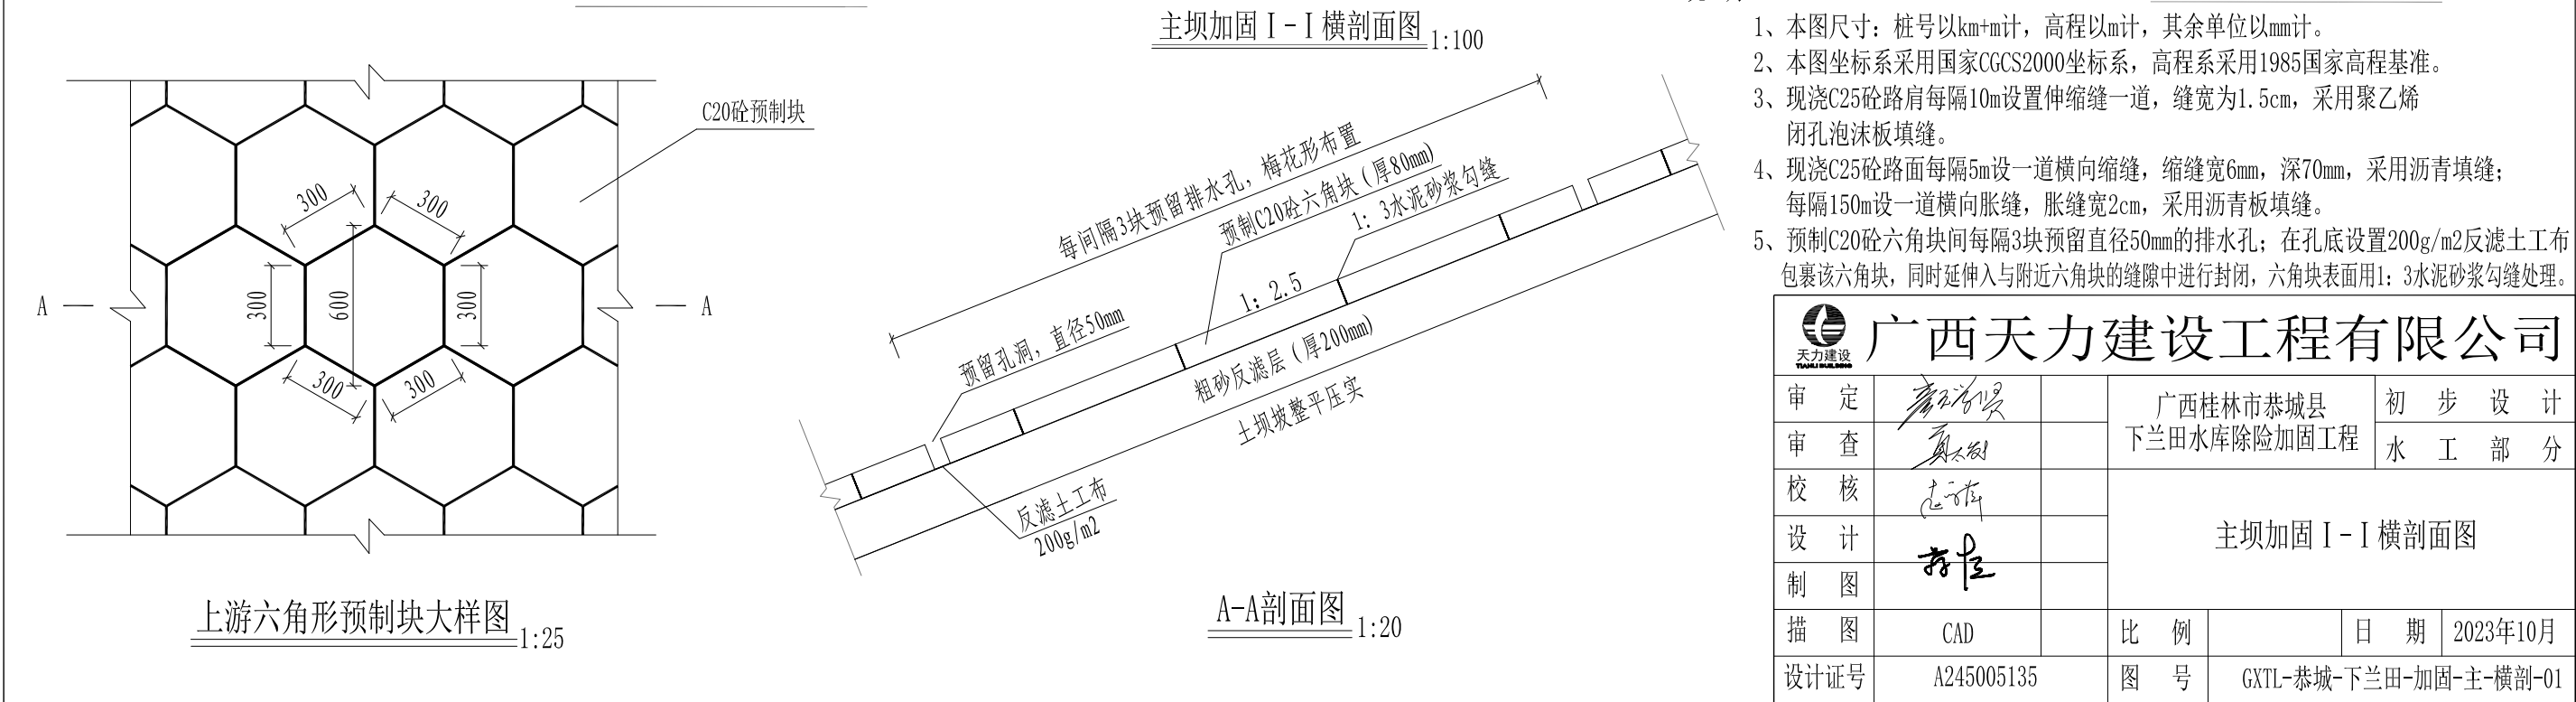 主坝加固Ⅰ-Ⅰ横剖面图 1:100
C20砼预制块
300
300
300
600
300
300
300
A
A
上游六角形预制块大样图 1:25
每间隔3块预留排水孔，梅花形布置
预制C20砼六角块（厚80mm)
1：3水泥砂浆勾缝
1：2.5
预留孔洞，直径50mm
粗砂反滤层（厚200mm)
土坝坡整平压实
反滤土工布
200g/m2
A-A剖面图 1:20
1、本图尺寸：桩号以km+m计，高程以m计，其余单位以mm计。
2、本图坐标系采用国家CGCS2000坐标系，高程系采用1985国家高程基准。
3、现浇C25砼路肩每隔10m设置伸缩缝一道，缝宽为1.5cm，采用聚乙烯
闭孔泡沫板填缝。
4、现浇C25砼路面每隔5m设一道横向缩缝，缩缝宽6mm，深70mm，采用沥青填缝；
每隔150m设一道横向胀缝，胀缝宽2cm，采用沥青板填缝。
5、预制C20砼六角块间每隔3块预留直径50mm的排水孔；在孔底设置200g/m2反滤土工布
包裹该六角块，同时延伸入与附近六角块的缝隙中进行封闭，六角块表面用1：3水泥砂浆勾缝处理。
天力建设
TIANLI BUILDING
广西天力建设工程有限公司
审 定
广西桂林市恭城县
下兰田水库除险加固工程
初 步 设 计
审 查
水 工 部 分
校 核
设 计
主坝加固Ⅰ-Ⅰ横剖面图
制 图
描 图 CAD 比 例 日 期 2023年10月
设计证号 A245005135 图 号 GXTL-恭城-下兰田-加固-主-横剖-01